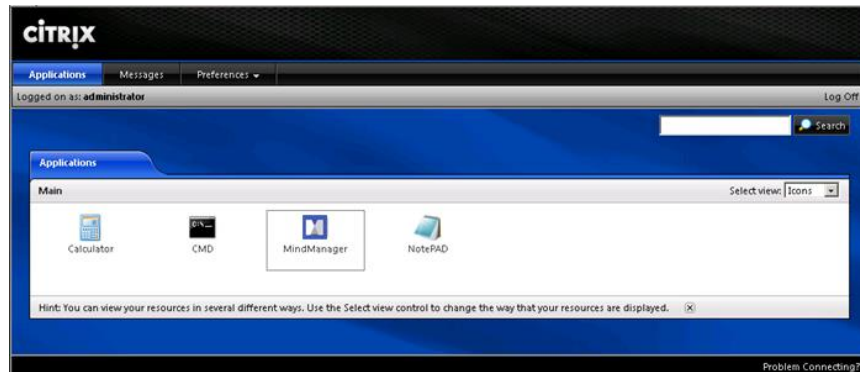 CİTRIX
Applications Messages Preferences
Logged on as: administrator Log Off
Search
Applications
Main Select view: Icons
Calculator CMD MindManager NotePAD
Hint: You can view your resources in several different ways. Use the Select view control to change the way that your resources are displayed.
Problem Connecting?